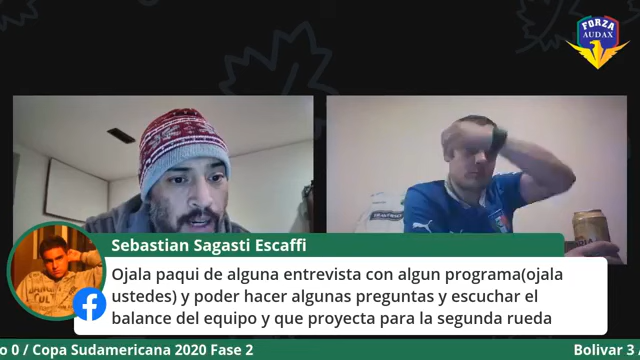 FORZA
AUDAX
Sebastian Sagasti Escaffi
Ojala paqui de alguna entrevista con algun programa(ojala
ustedes) y poder hacer algunas preguntas y escuchar el
balance del equipo y que proyecta para la segunda rueda
o 0 / Copa Sudamericana 2020 Fase 2
Bolivar 3